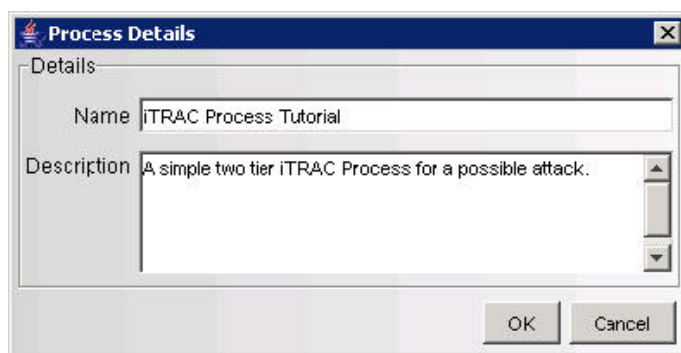 Process Details
Details
Name iTRAC Process Tutorial
Description A simple two tier iTRAC Process for a possible attack.
OK Cancel